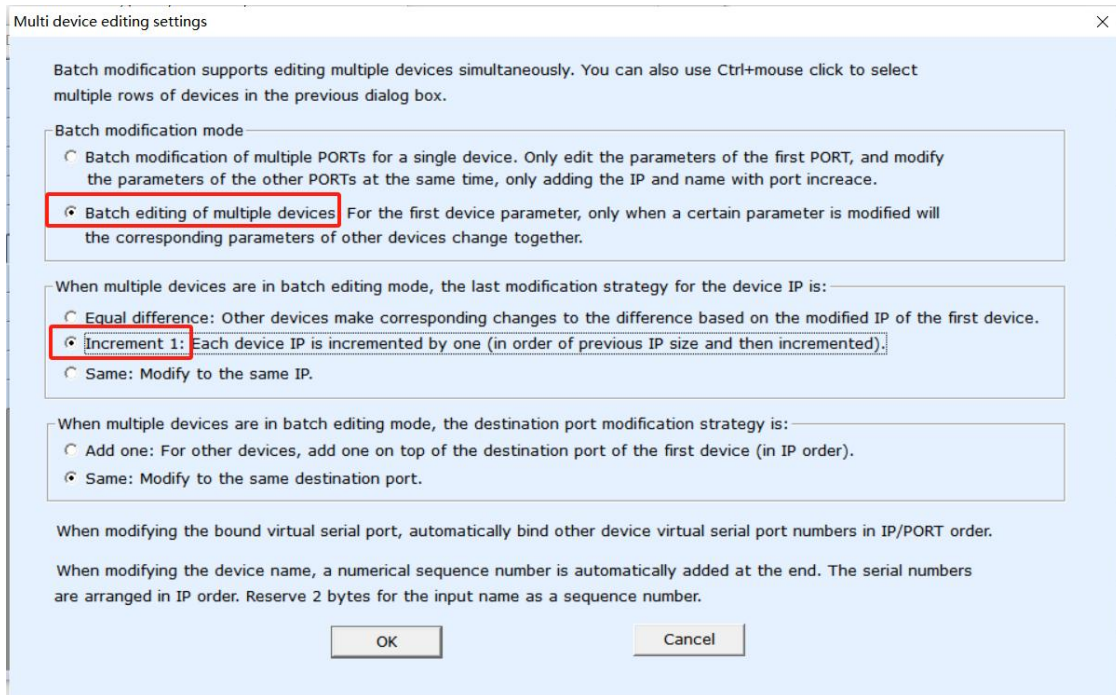 Multi device editing settings
Batch modification supports editing multiple devices simultaneously. You can also use Ctrl+mouse click to select
multiple rows of devices in the previous dialog box.
Batch modification mode
Batch modification of multiple PORTs for a single device. Only edit the parameters of the first PORT, and modify
the parameters of the other PORTs at the same time, only adding the IP and name with port increace.
Batch editing of multiple devices. For the first device parameter, only when a certain parameter is modified will
the corresponding parameters of other devices change together.
When multiple devices are in batch editing mode, the last modification strategy for the device IP is:
Equal difference: Other devices make corresponding changes to the difference based on the modified IP of the first device.
Increment 1: Each device IP is incremented by one (in order of previous IP size and then incremented).
Same: Modify to the same IP.
When multiple devices are in batch editing mode, the destination port modification strategy is:
Add one: For other devices, add one on top of the destination port of the first device (in IP order).
Same: Modify to the same destination port.
When modifying the bound virtual serial port, automatically bind other device virtual serial port numbers in IP/PORT order.
When modifying the device name, a numerical sequence number is automatically added at the end. The serial numbers
are arranged in IP order. Reserve 2 bytes for the input name as a sequence number.
OK
Cancel